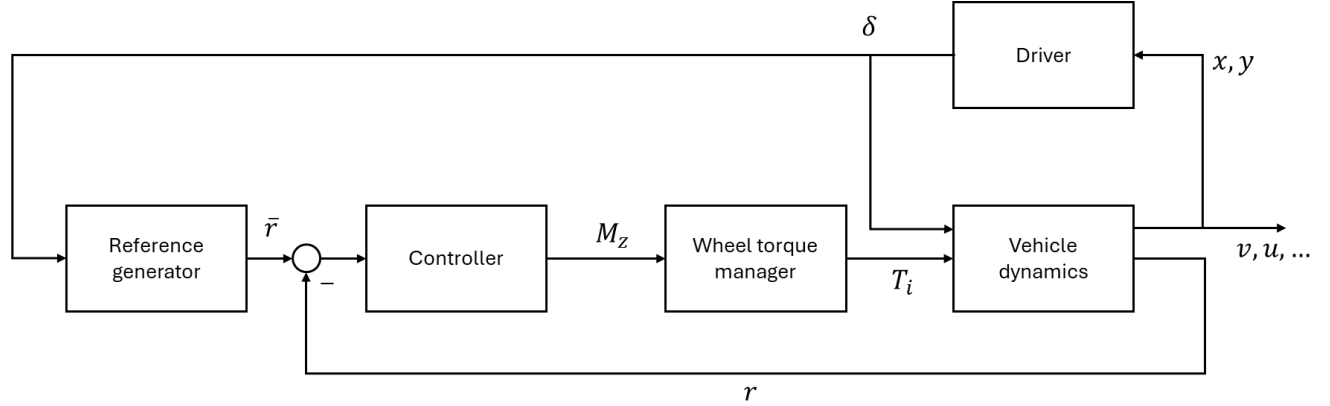 δ
Driver
x, y
Reference
generator
r̄
Controller
M_z
Wheel torque
manager
T_i
Vehicle
dynamics
v, u, ...
−
r